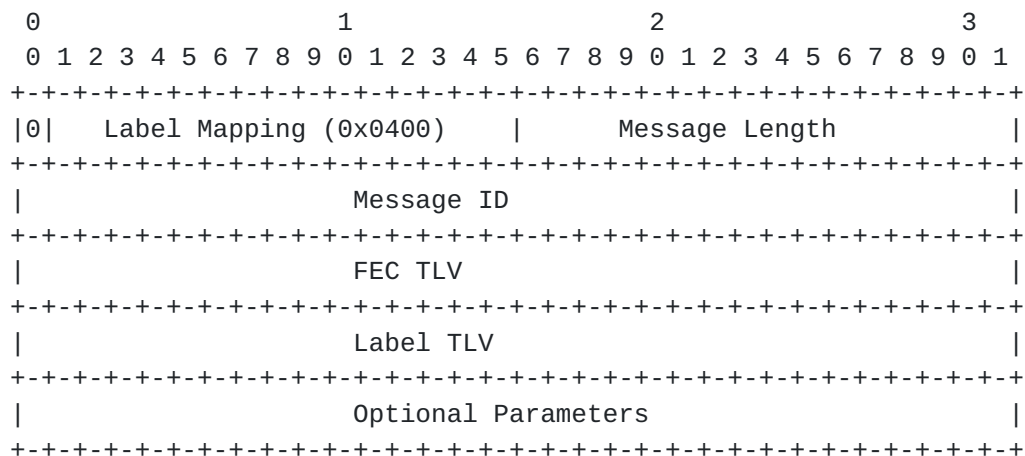 0                   1                   2                   3
 0 1 2 3 4 5 6 7 8 9 0 1 2 3 4 5 6 7 8 9 0 1 2 3 4 5 6 7 8 9 0 1
+-+-+-+-+-+-+-+-+-+-+-+-+-+-+-+-+-+-+-+-+-+-+-+-+-+-+-+-+-+-+-+-+
|0|   Label Mapping (0x0400)    |      Message Length           |
+-+-+-+-+-+-+-+-+-+-+-+-+-+-+-+-+-+-+-+-+-+-+-+-+-+-+-+-+-+-+-+-+
|                     Message ID                                |
+-+-+-+-+-+-+-+-+-+-+-+-+-+-+-+-+-+-+-+-+-+-+-+-+-+-+-+-+-+-+-+-+
|                     FEC TLV                                   |
+-+-+-+-+-+-+-+-+-+-+-+-+-+-+-+-+-+-+-+-+-+-+-+-+-+-+-+-+-+-+-+-+
|                     Label TLV                                 |
+-+-+-+-+-+-+-+-+-+-+-+-+-+-+-+-+-+-+-+-+-+-+-+-+-+-+-+-+-+-+-+-+
|                     Optional Parameters                       |
+-+-+-+-+-+-+-+-+-+-+-+-+-+-+-+-+-+-+-+-+-+-+-+-+-+-+-+-+-+-+-+-+